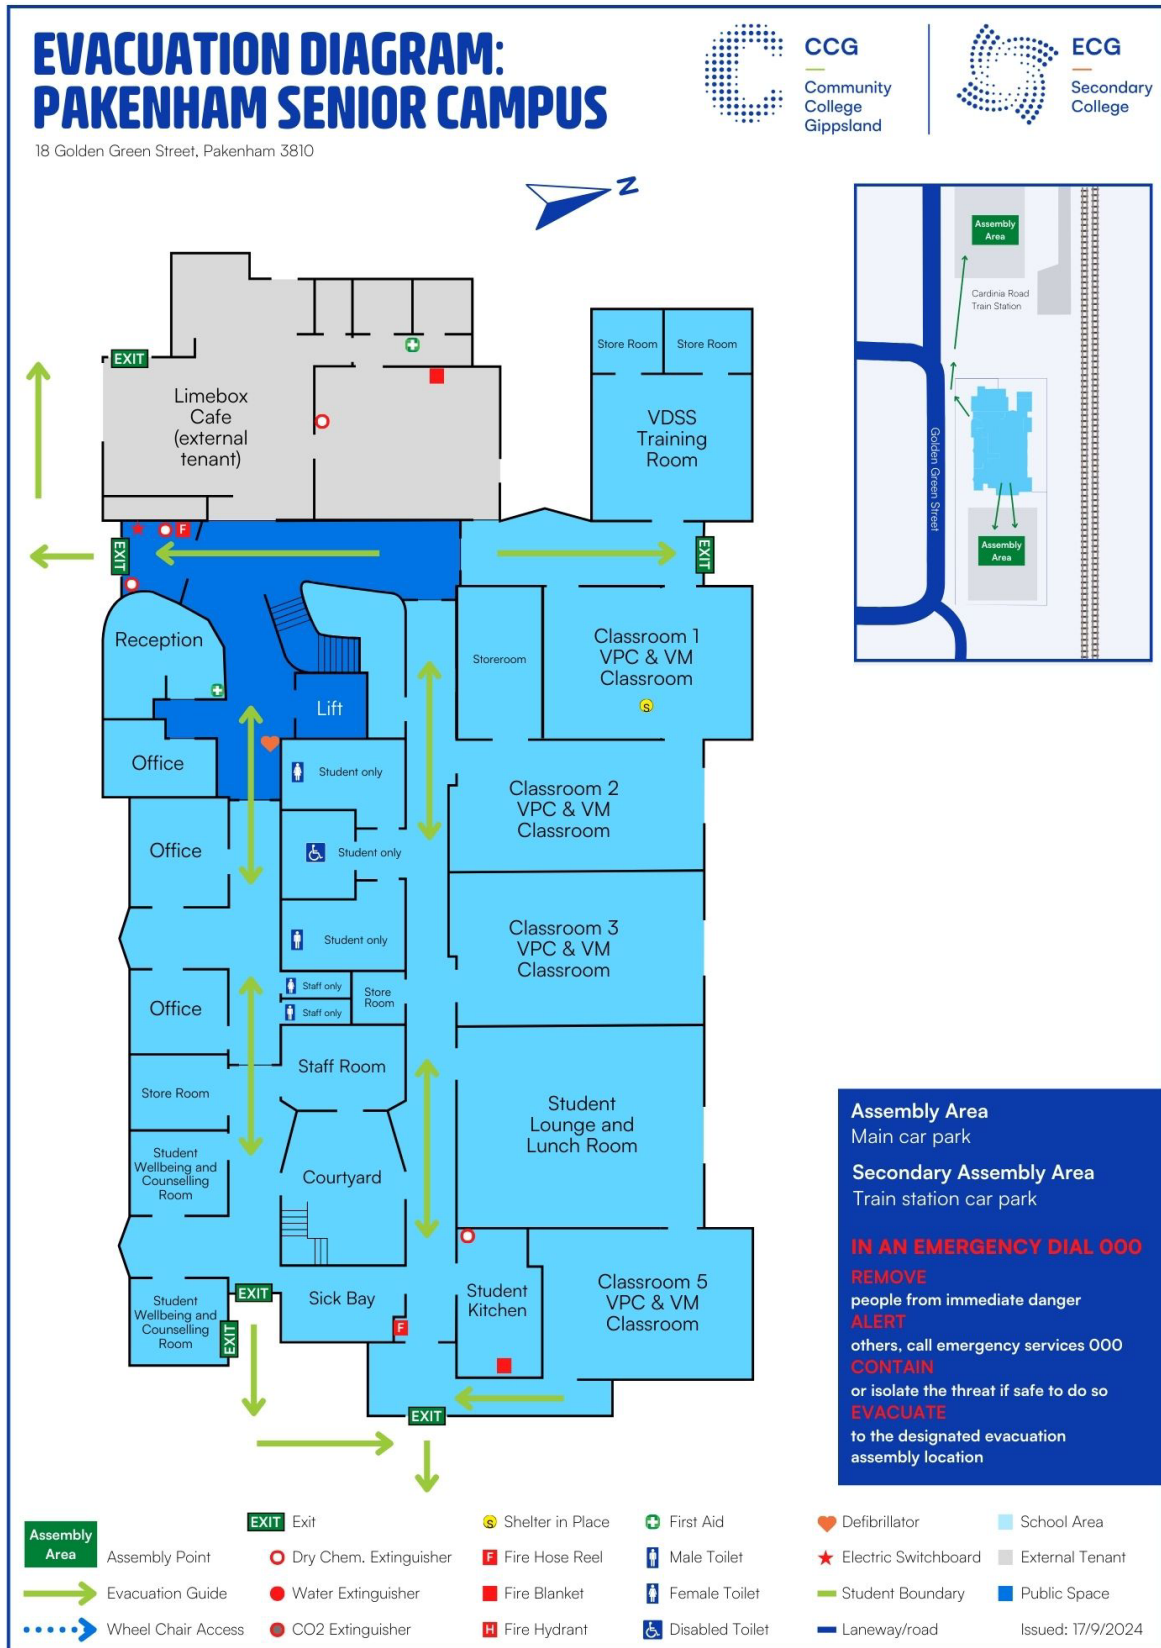 EVACUATION DIAGRAM:
PAKENHAM SENIOR CAMPUS
18 Golden Green Street, Pakenham 3810
CCG
Community
College
Gippsland
ECG
Secondary
College
N
Assembly
Area
Cardinia Road
Train Station
Golden Green Street
Assembly
Area
EXIT
Limebox
Cafe
(external
tenant)
Store Room
Store Room
VDSS
Training
Room
F
EXIT
EXIT
Reception
Storeroom
Classroom 1
VPC & VM
Classroom
S
Lift
Office
Student only
Classroom 2
VPC & VM
Classroom
Office
Student only
Classroom 3
VPC & VM
Classroom
Student only
Office
Staff only
Staff only
Store
Room
Staff Room
Store Room
Student
Lounge and
Lunch Room
Student
Wellbeing and
Counselling
Room
Courtyard
Student
Wellbeing and
Counselling
Room
EXIT
EXIT
Sick Bay
F
Student
Kitchen
Classroom 5
VPC & VM
Classroom
EXIT
Assembly Area
Main car park
Secondary Assembly Area
Train station car park
IN AN EMERGENCY DIAL 000
REMOVE
people from immediate danger
ALERT
others, call emergency services 000
CONTAIN
or isolate the threat if safe to do so
EVACUATE
to the designated evacuation
assembly location
Assembly
Area
Assembly Point
Evacuation Guide
Wheel Chair Access
EXIT Exit
Dry Chem. Extinguisher
Water Extinguisher
CO2 Extinguisher
S Shelter in Place
F Fire Hose Reel
Fire Blanket
H Fire Hydrant
First Aid
Male Toilet
Female Toilet
Disabled Toilet
Defibrillator
Electric Switchboard
Student Boundary
Laneway/road
School Area
External Tenant
Public Space
Issued: 17/9/2024